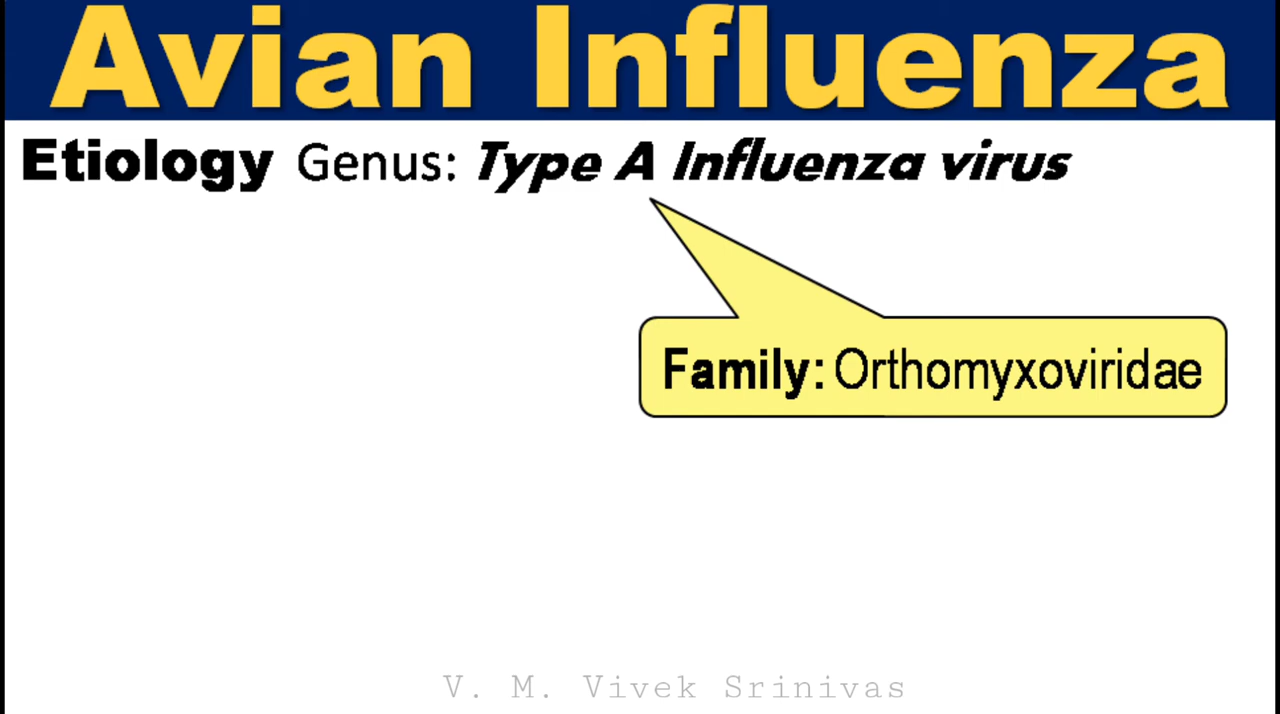 Avian Influenza
Etiology Genus: Type A Influenza virus
Family: Orthomyxoviridae
V. M. Vivek Srinivas